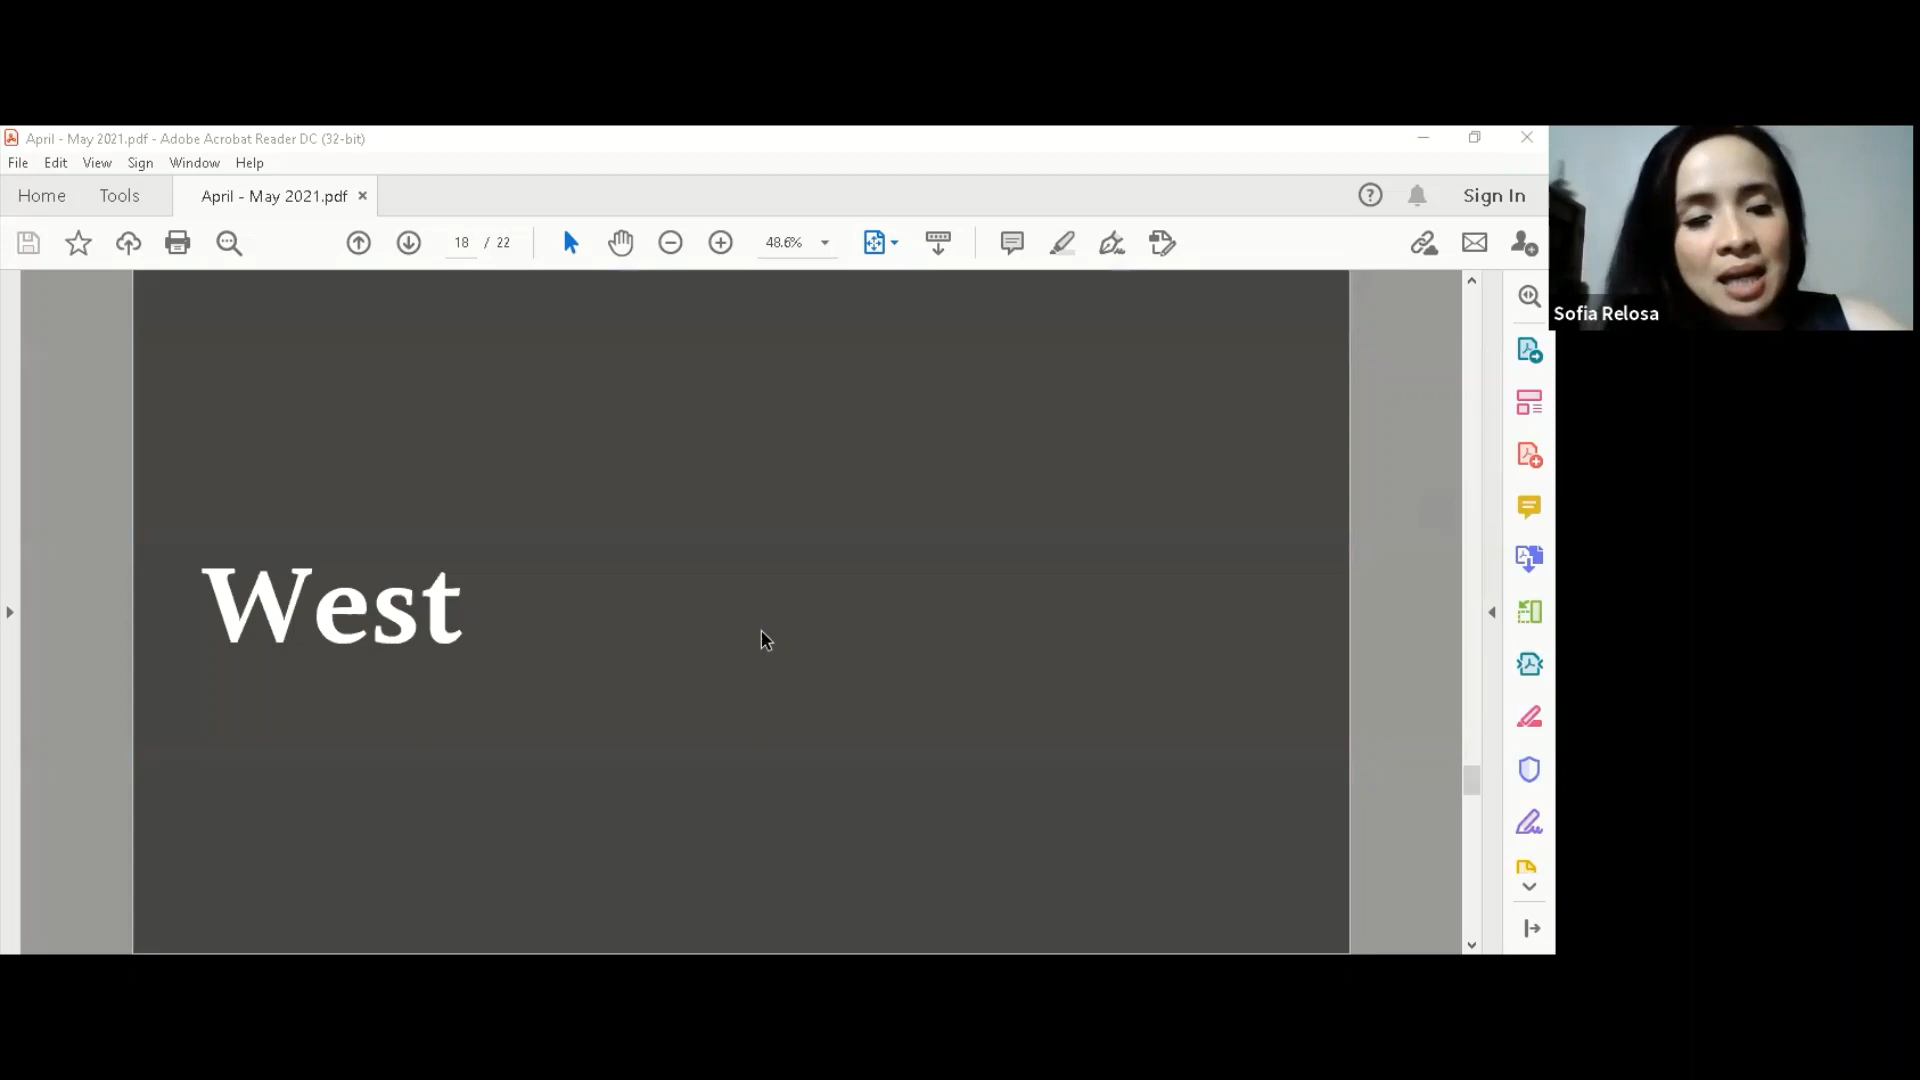 April - May 2021.pdf - Adobe Acrobat Reader DC (32-bit)
File Edit View Sign Window Help
Home Tools April - May 2021.pdf × Sign In
18 / 22 48.6%
Sofia Relosa
West